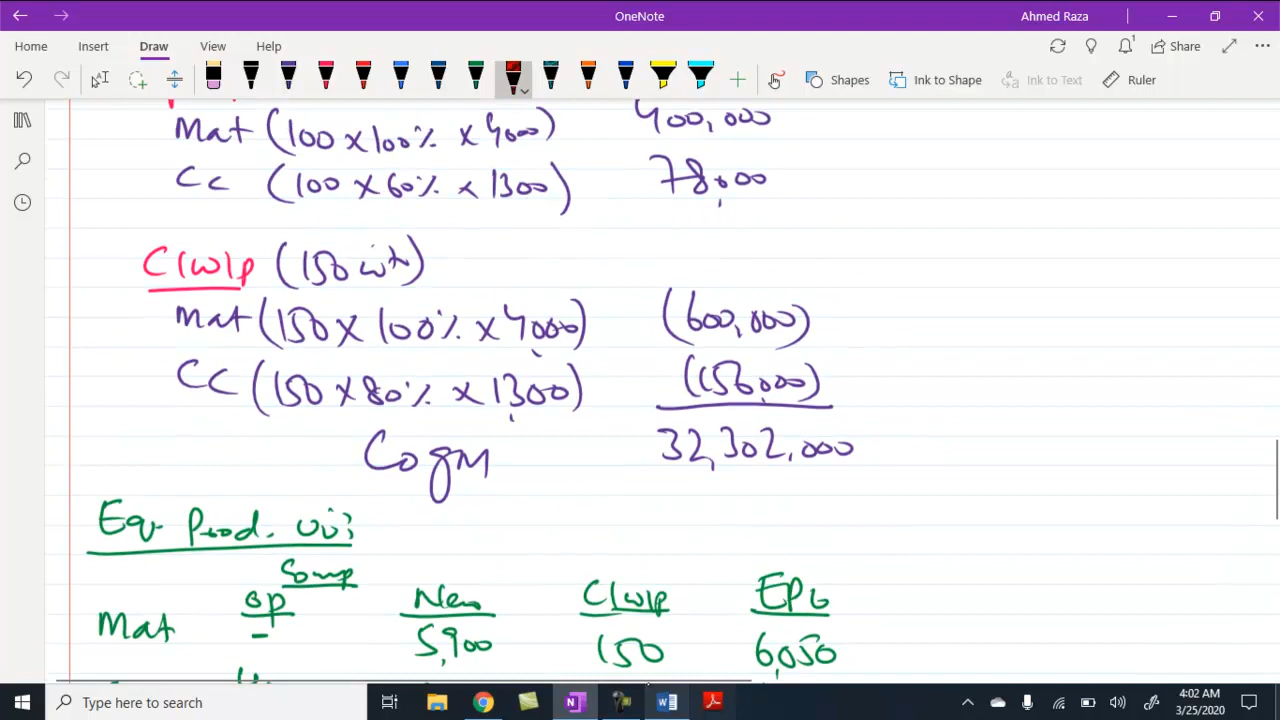 OneNote
Ahmed Raza
Home Insert Draw View Help Share
Shapes Ink to Shape Ink to Text Ruler
Mat (100 x 100% x 4000) 400,000
CC (100 x 60% x 1300) 78,000
C/w/p (150 unit)
Mat (150 x 100% x 4000) (600,000)
CC (150 x 80% x 1300) (156,000)
CogM 32,302,000
Eq. Prod. Uni;
Comp
op New C/w/p EPU
Mat - 5,900 150 6,050
Type here to search
4:02 AM
3/25/2020